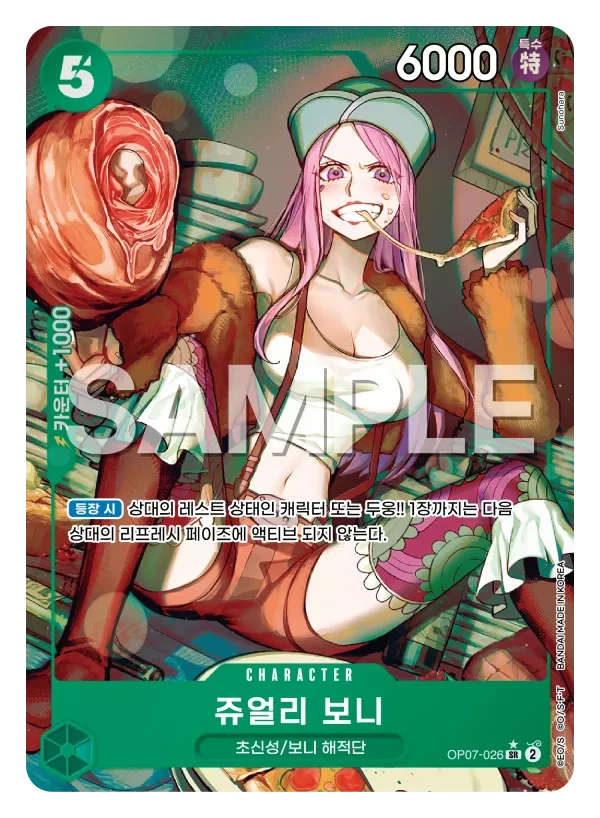 5
6000
특수
特
Sunohara
PIZ
카운터 +1000
SAMPLE
등장 시 상대의 레스트 상태인 캐릭터 또는 두웅!! 1장까지는 다음
상대의 리프레시 페이즈에 액티브 되지 않는다.
CHARACTER
쥬얼리 보니
초신성/보니 해적단
OP07-026 SR 2
©EO/S ©O/S·F·T BANDAI MADE IN KOREA